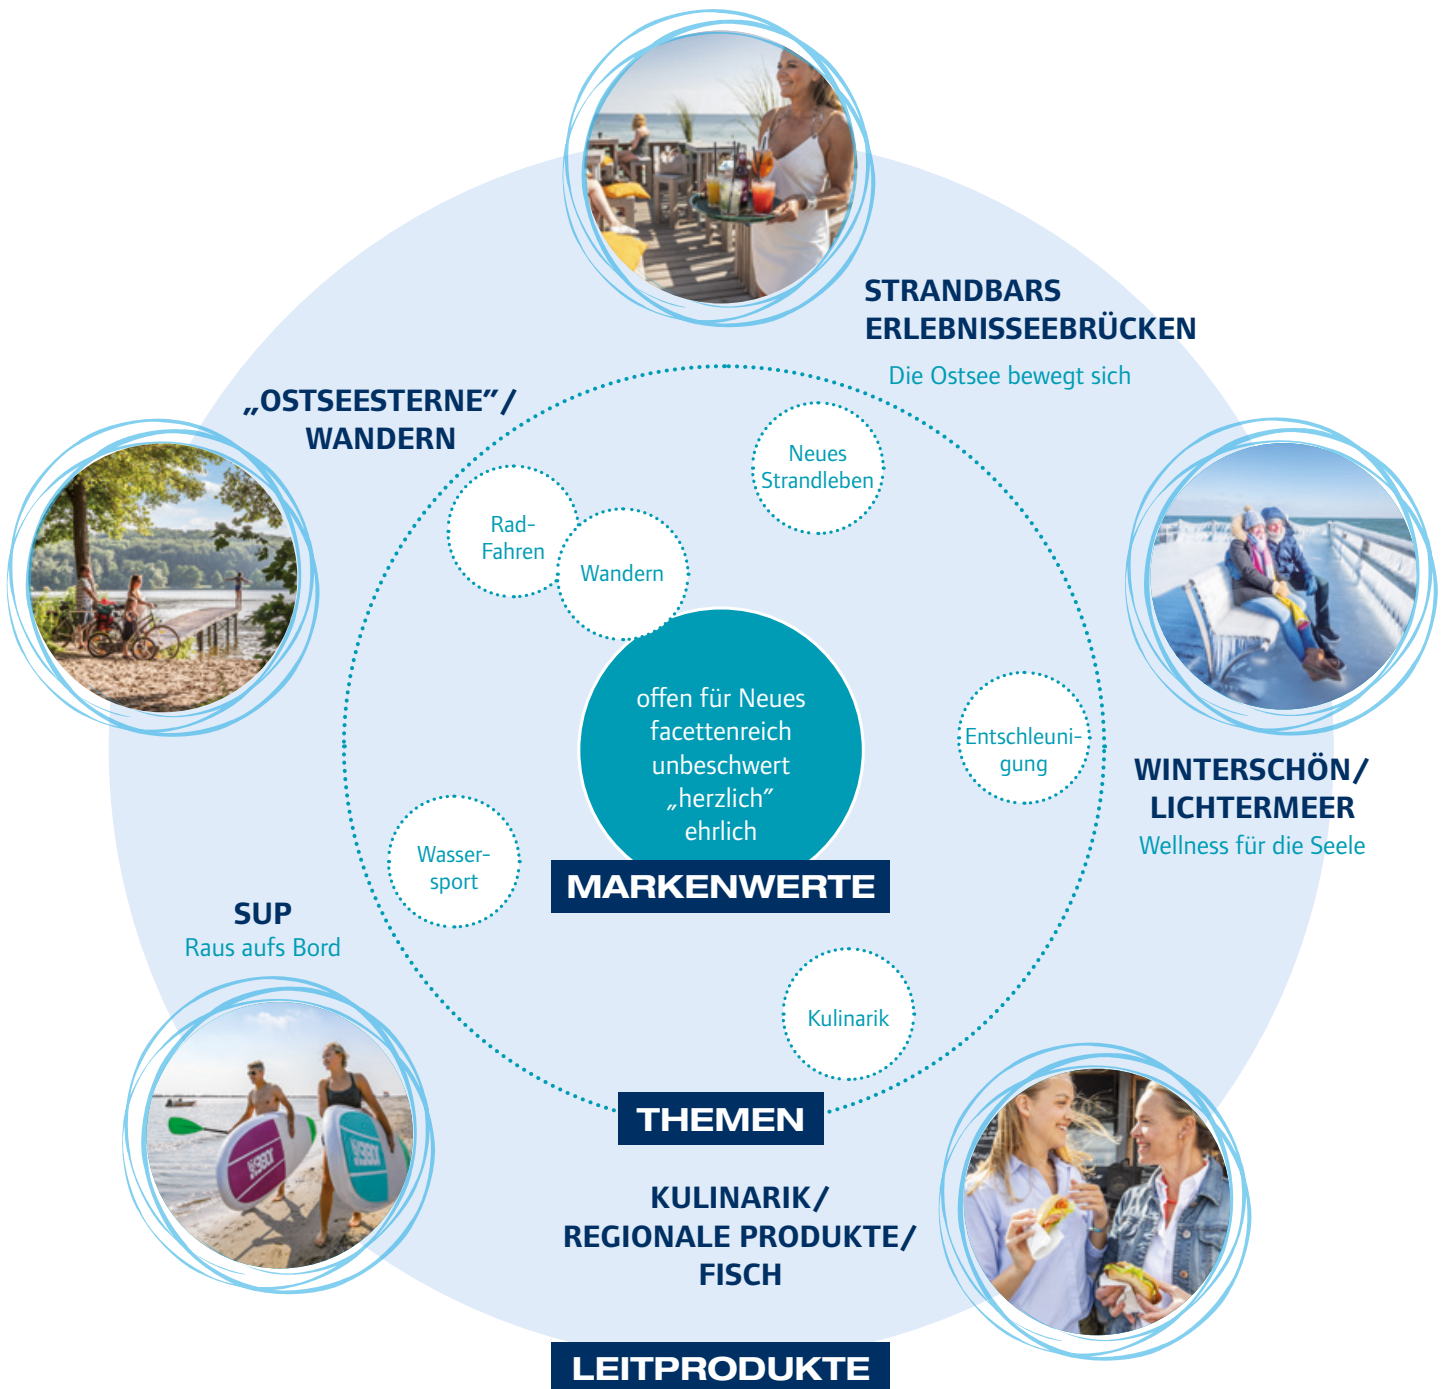 STRANDBARS
ERLEBNISSEEBRÜCKEN
Die Ostsee bewegt sich
„OSTSEESTERNE”/
WANDERN
Neues
Strandleben
Rad-
Fahren
Wandern
offen für Neues
facettenreich
unbeschwert
„herzlich”
ehrlich
MARKENWERTE
Entschleuni-
gung
WINTERSCHÖN/
LICHTERMEER
Wellness für die Seele
Wasser-
sport
SUP
Raus aufs Bord
Kulinarik
THEMEN
KULINARIK/
REGIONALE PRODUKTE/
FISCH
LEITPRODUKTE